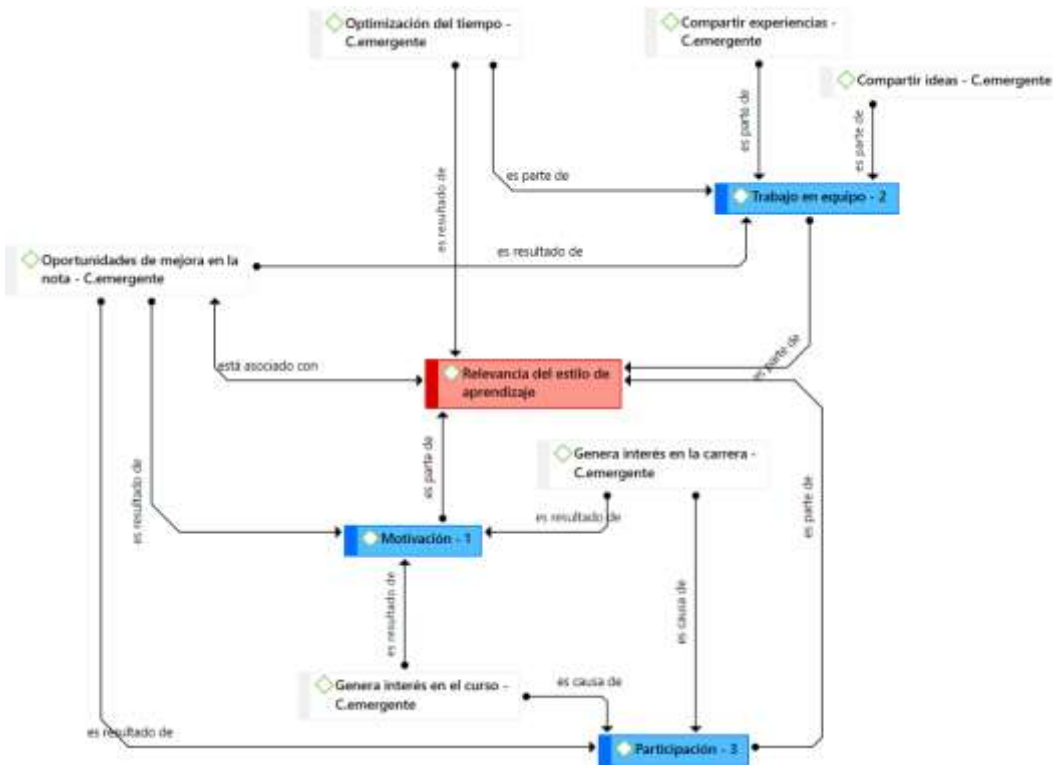 Optimización del tiempo -
C.emergente
Compartir experiencias -
C.emergente
Compartir ideas - C.emergente
es parte de
es parte de
es resultado de
es parte de
Trabajo en equipo - 2
es resultado de
Oportunidades de mejora en la
nota - C.emergente
es parte de
está asociado con
Relevancia del estilo de
aprendizaje
es parte de
Genera interés en la carrera -
C.emergente
es resultado de
es resultado de
es parte de
Motivación - 1
es resultado de
es causa de
Genera interés en el curso -
C.emergente
es causa de
es resultado de
Participación - 3